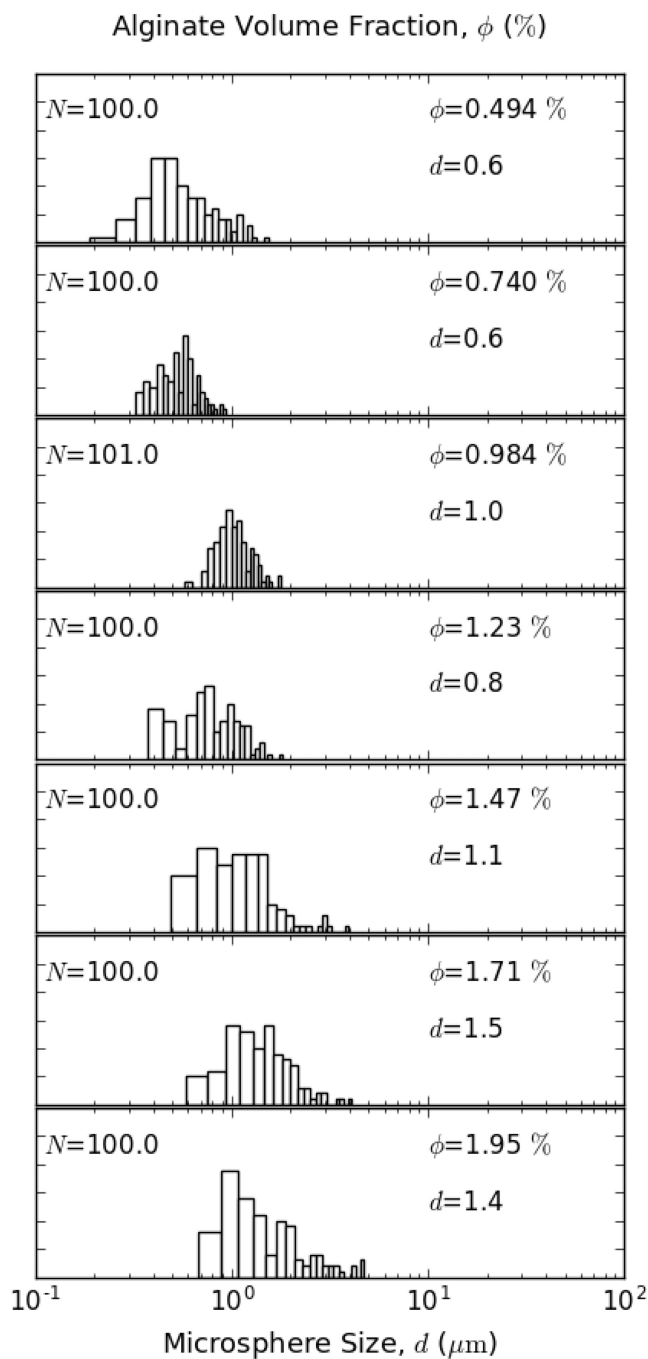 Alginate Volume Fraction, ϕ (%)
N=100.0 ϕ=0.494 %
d=0.6
N=100.0 ϕ=0.740 %
d=0.6
N=101.0 ϕ=0.984 %
d=1.0
N=100.0 ϕ=1.23 %
d=0.8
N=100.0 ϕ=1.47 %
d=1.1
N=100.0 ϕ=1.71 %
d=1.5
N=100.0 ϕ=1.95 %
d=1.4
10⁻¹ 10⁰ 10¹ 10²
Microsphere Size, d (μm)